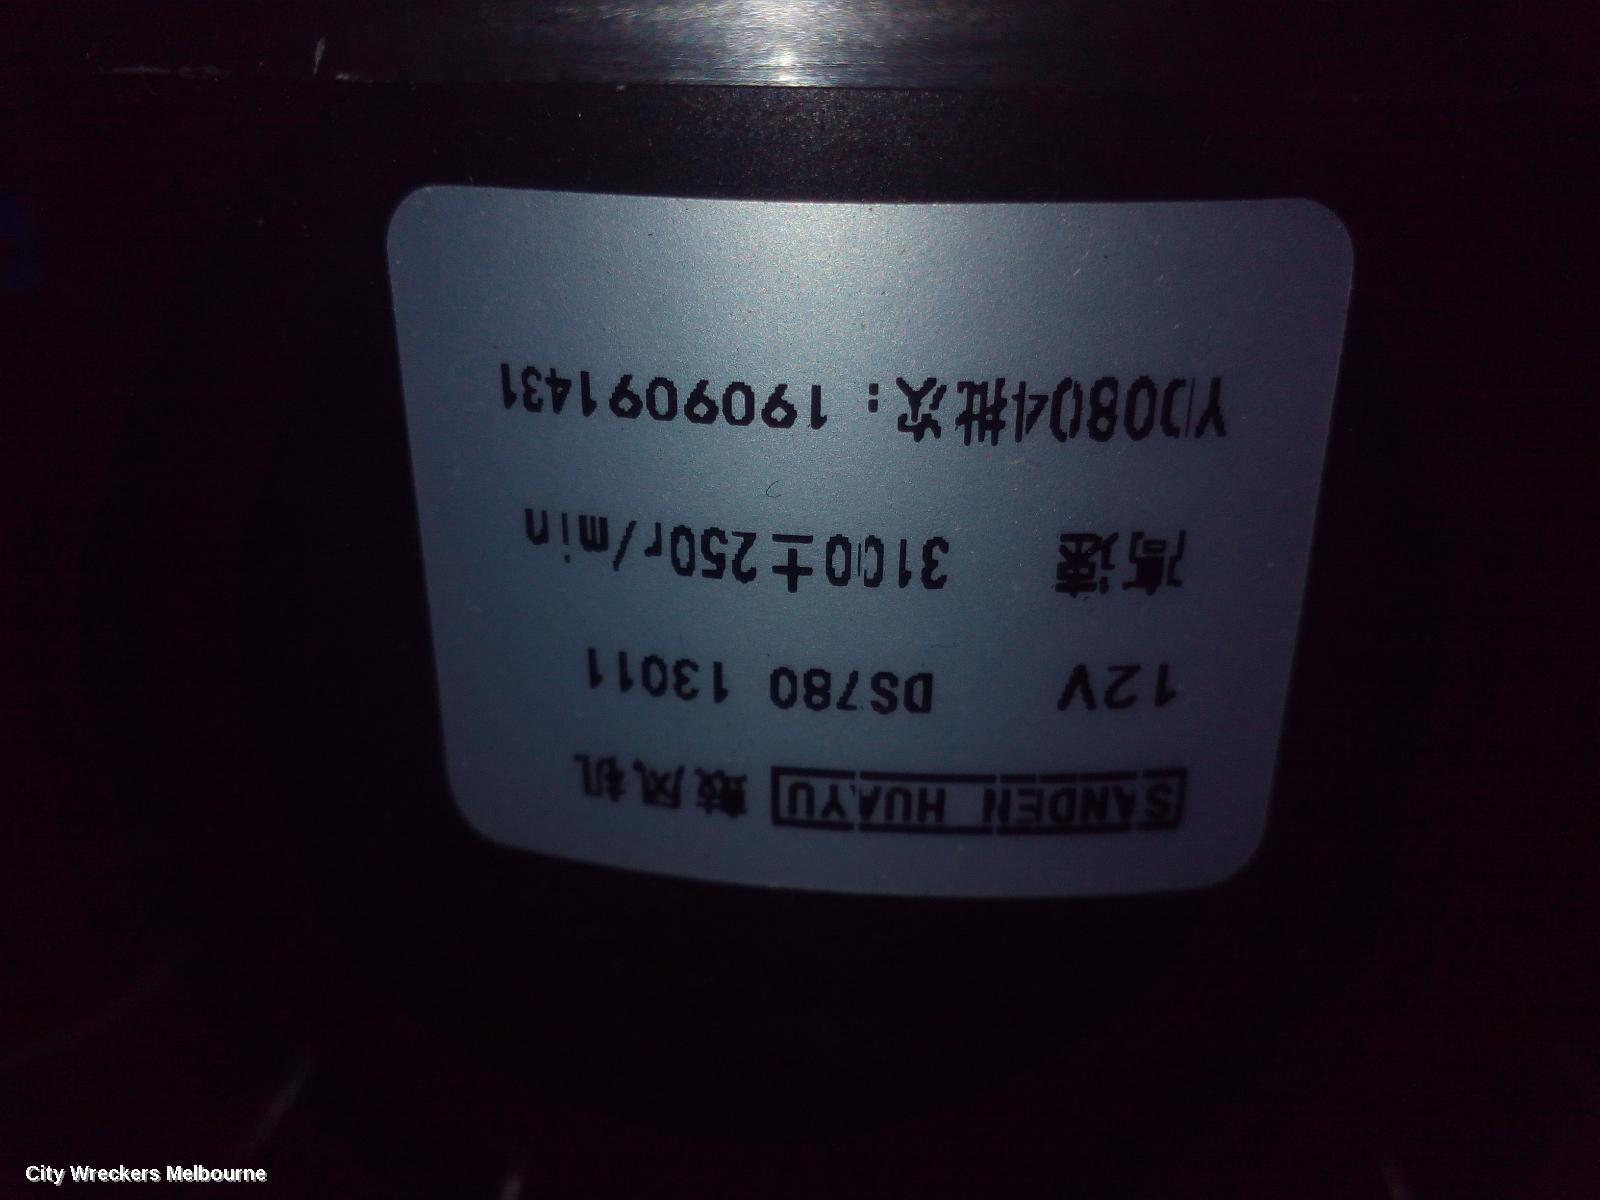 SANDEN HUAYU 鼓风机
12V DS780 13011
高速 3100±250r/min
YD0804批次：1909091431
City Wreckers Melbourne